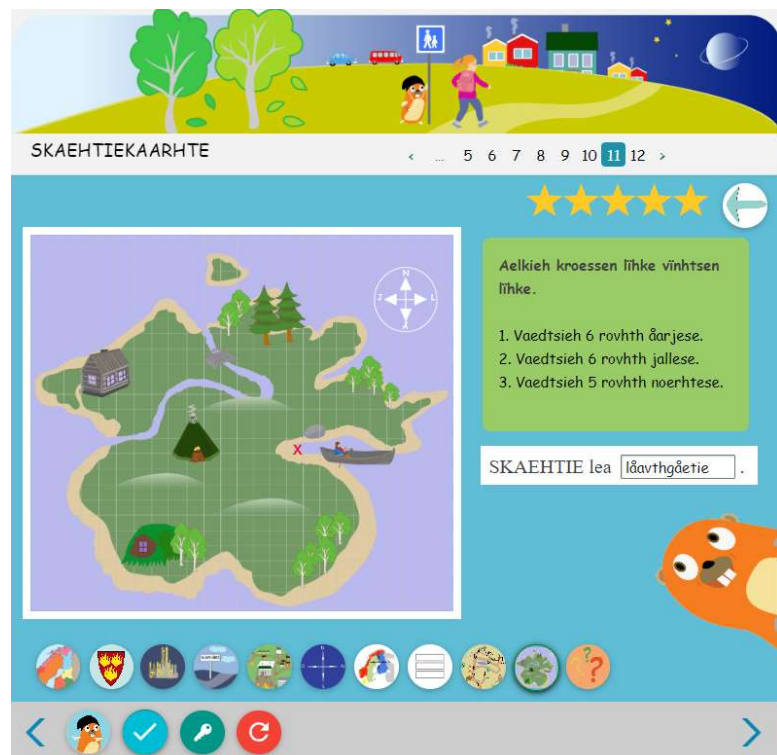 SKAEHTIEKAARHTE
‹ ... 5 6 7 8 9 10 11 12 ›
Aelkieh kroessen lïhke vïnhtsen
lïhke.
1. Vaedtsieh 6 rovhth åarjese.
2. Vaedtsieh 6 rovhth jallese.
3. Vaedtsieh 5 rovhth noerhtese.
SKAEHTIE lea låavthgåetie .
N
J L
X
? ?